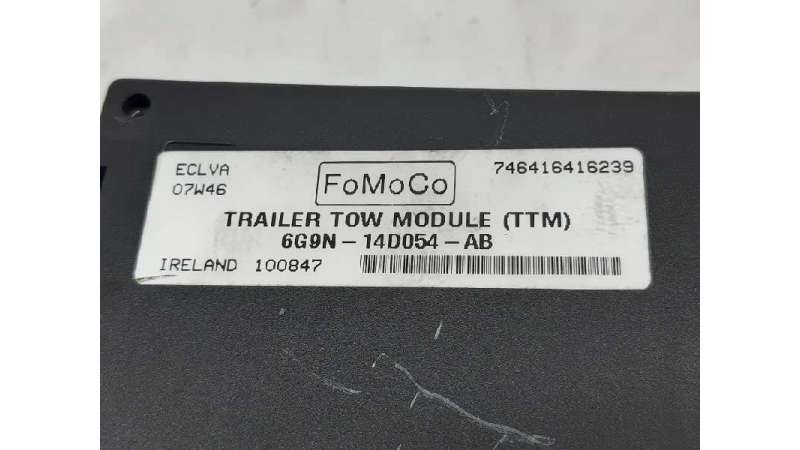 ECLVA
07W46
FoMoCo
746416416239
TRAILER TOW MODULE (TTM)
6G9N-14D054-AB
IRELAND 100847